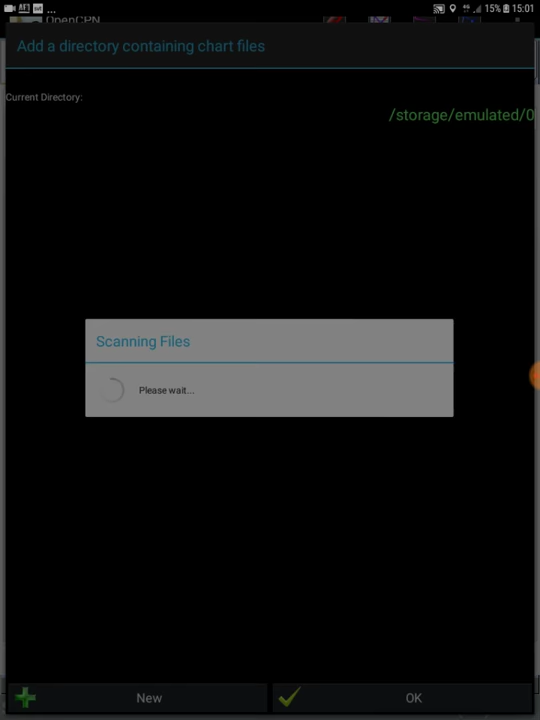 15% 15:01
OpenCPN
Add a directory containing chart files
Current Directory:
/storage/emulated/0
Scanning Files
Please wait...
New
OK